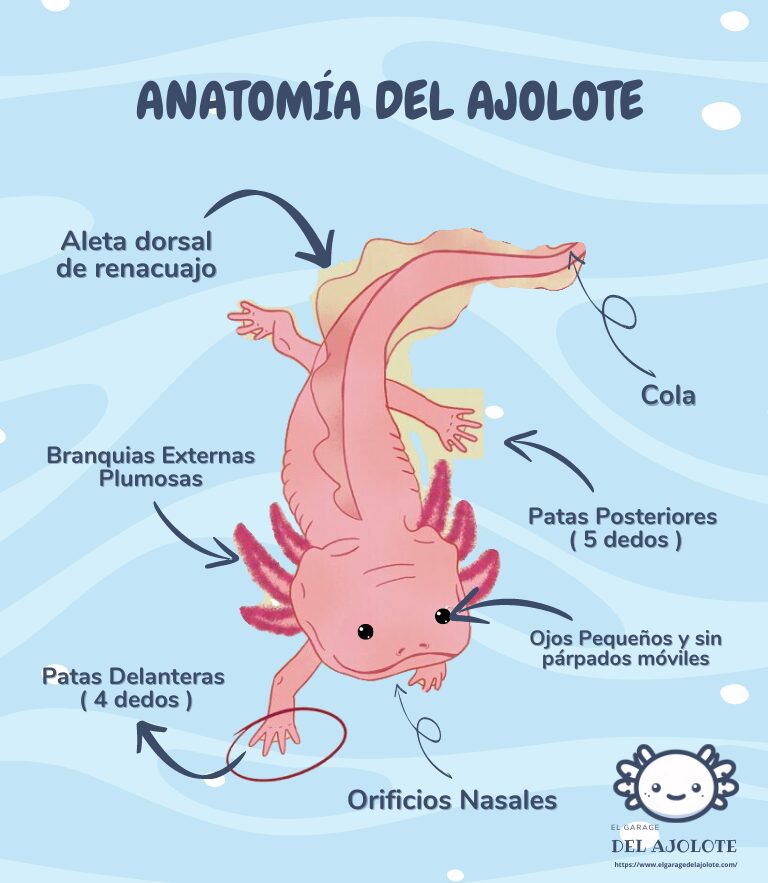 ANATOMÍA DEL AJOLOTE
Aleta dorsal
de renacuajo
Cola
Branquias Externas
Plumosas
Patas Posteriores
( 5 dedos )
Ojos Pequeños y sin
párpados móviles
Patas Delanteras
( 4 dedos )
Orificios Nasales
EL GARAGE
DEL AJOLOTE
https://www.elgaragedelajolote.com/